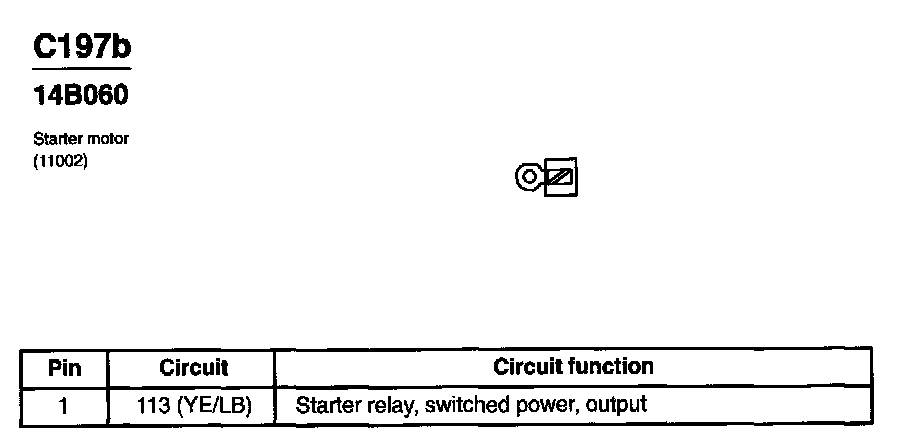 C197b
14B060
Starter motor
(11002)
Pin Circuit Circuit function
1 113 (YE/LB) Starter relay, switched power, output